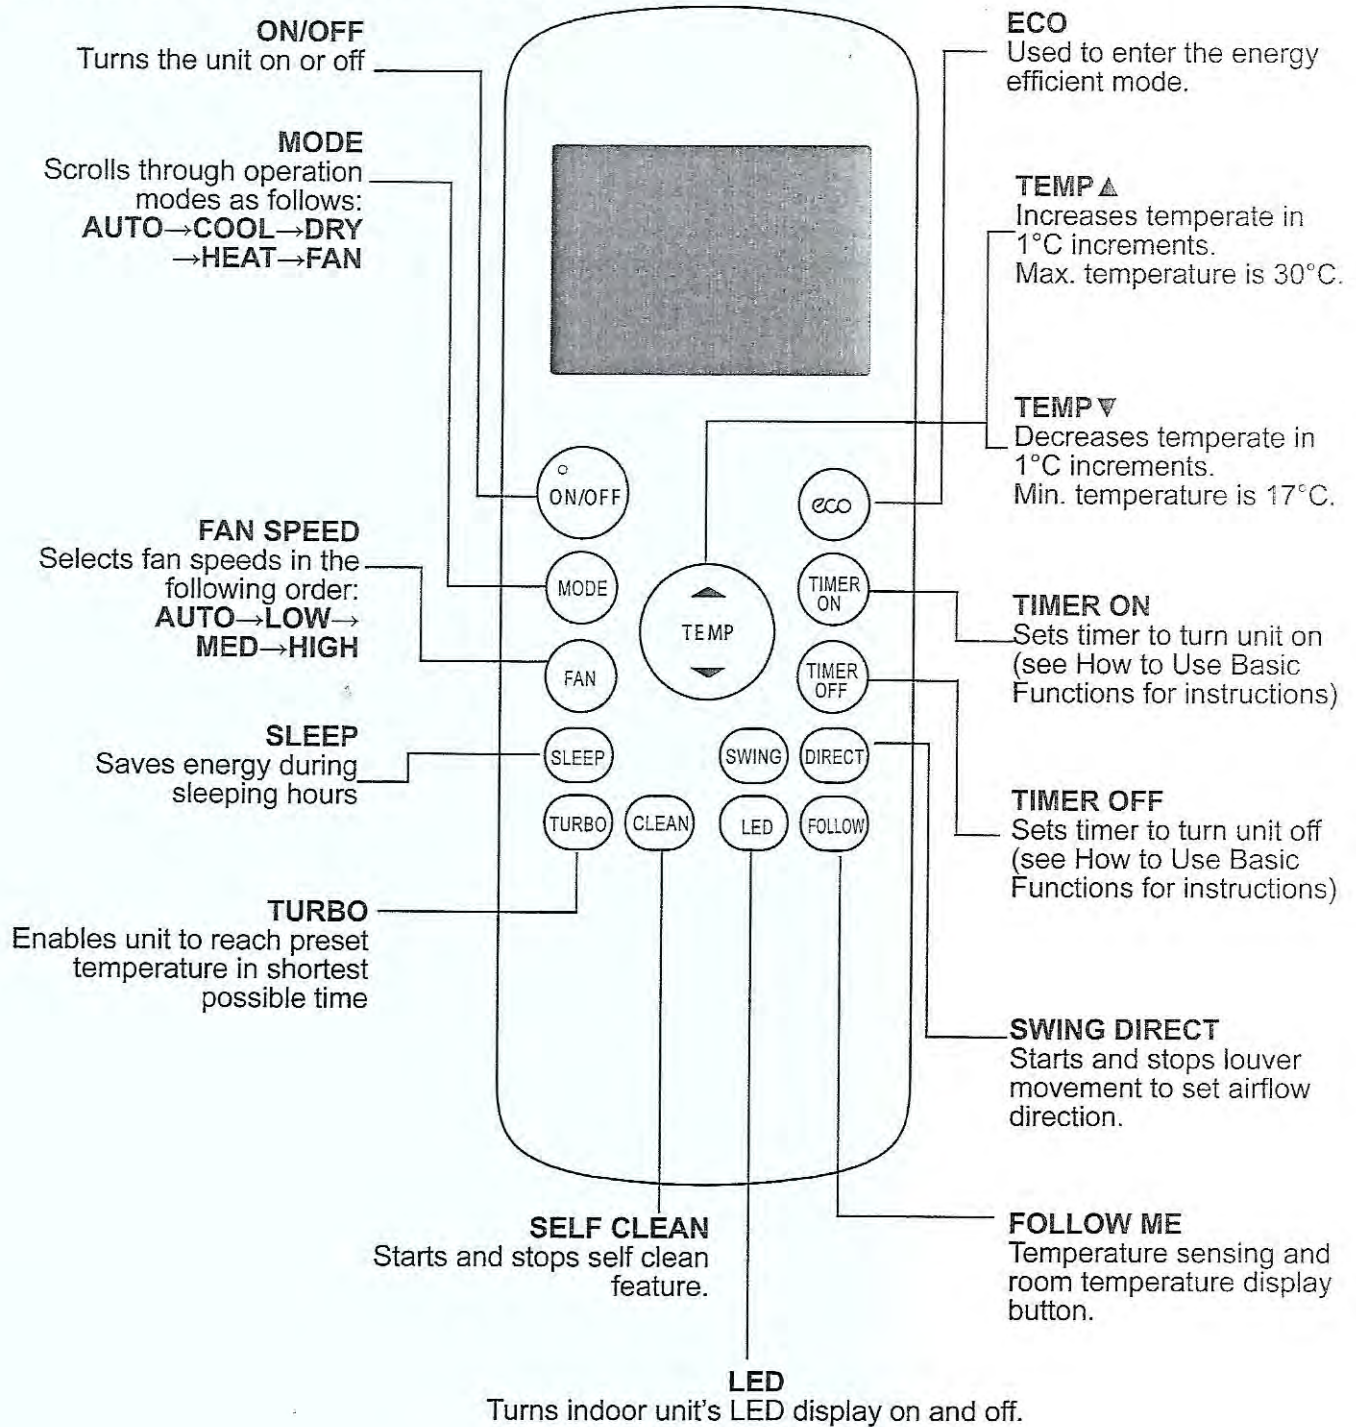 ON/OFF
Turns the unit on or off
MODE
Scrolls through operation
modes as follows:
AUTO→COOL→DRY
→HEAT→FAN
FAN SPEED
Selects fan speeds in the
following order:
AUTO→LOW→
MED→HIGH
SLEEP
Saves energy during
sleeping hours
TURBO
Enables unit to reach preset
temperature in shortest
possible time
ON/OFF
eco
MODE
TEMP
TIMER
ON
FAN
TIMER
OFF
SLEEP
SWING
DIRECT
TURBO
CLEAN
LED
FOLLOW
ECO
Used to enter the energy
efficient mode.
TEMP▲
Increases temperate in
1°C increments.
Max. temperature is 30°C.
TEMP▼
Decreases temperate in
1°C increments.
Min. temperature is 17°C.
TIMER ON
Sets timer to turn unit on
(see How to Use Basic
Functions for instructions)
TIMER OFF
Sets timer to turn unit off
(see How to Use Basic
Functions for instructions)
SWING DIRECT
Starts and stops louver
movement to set airflow
direction.
FOLLOW ME
Temperature sensing and
room temperature display
button.
SELF CLEAN
Starts and stops self clean
feature.
LED
Turns indoor unit's LED display on and off.